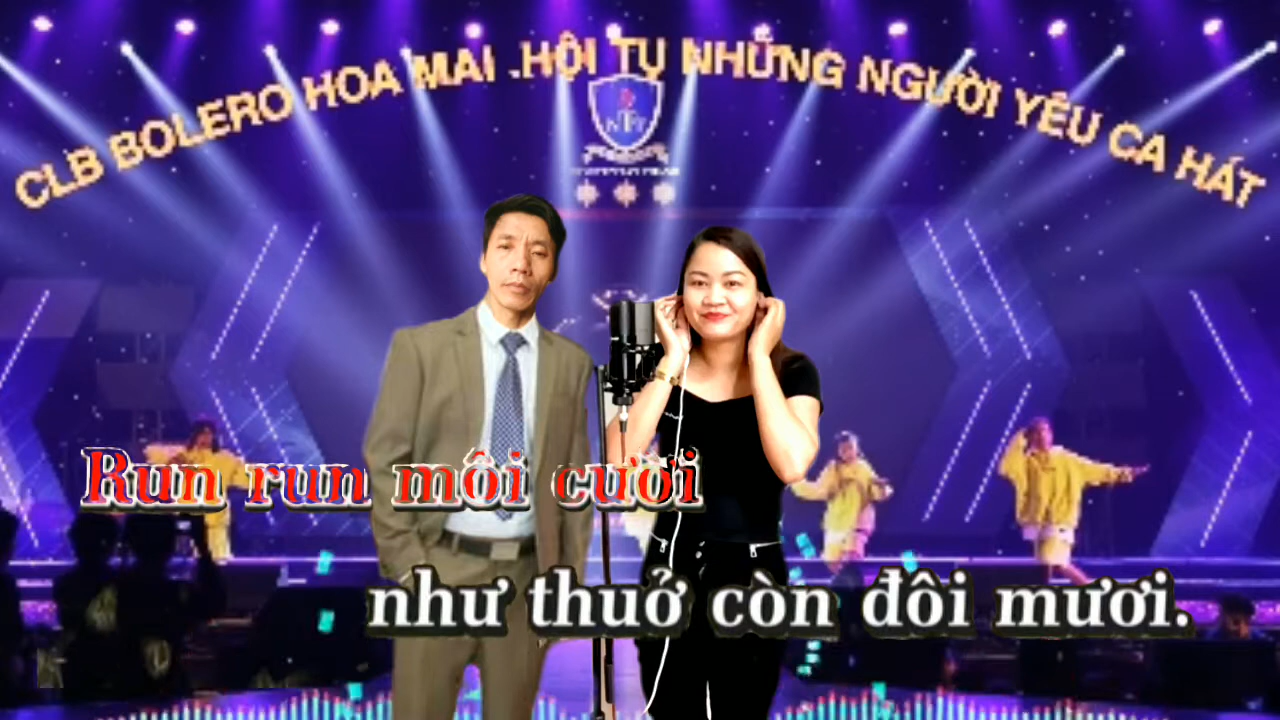 CLB BOLERO HOA MAI .HỘI TỤ NHỮNG NGƯỜI YÊU CA HÁT
Run run môi cười
như thuở còn đôi mươi.